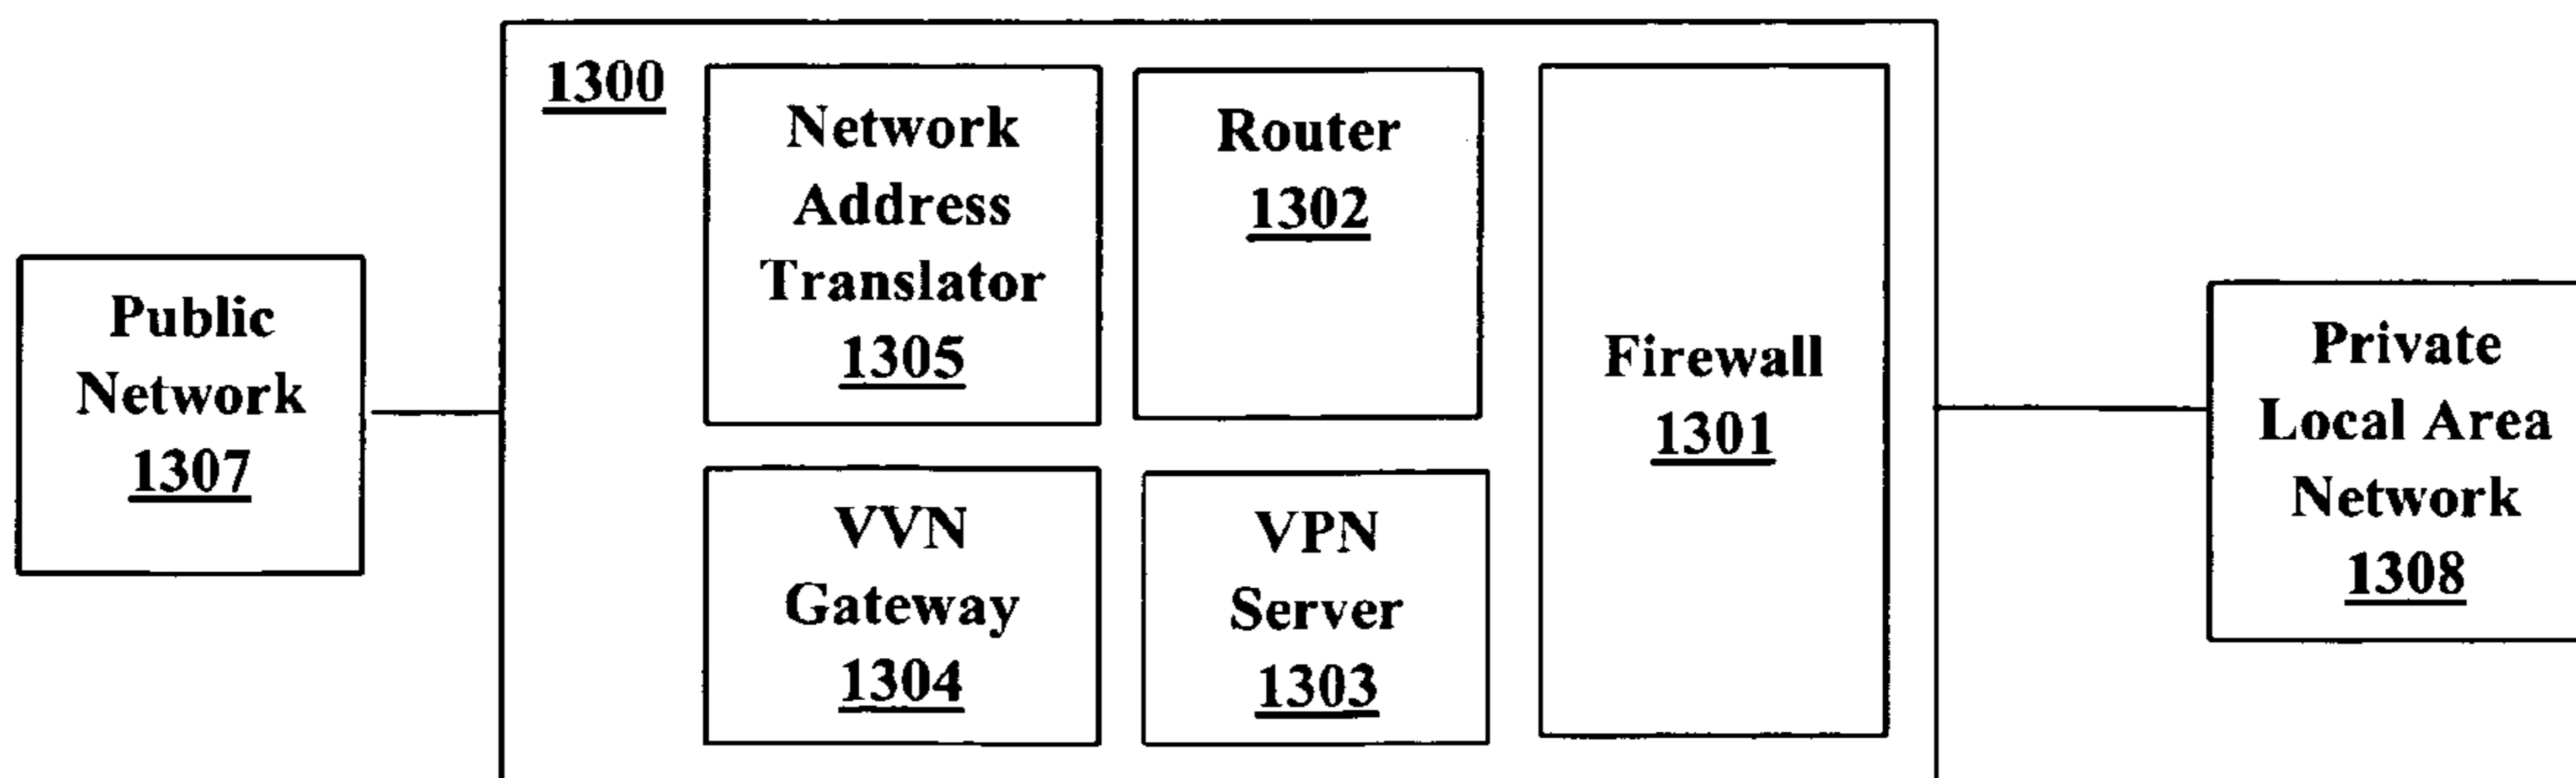 1300
Network
Address
Translator
1305
Router
1302
Firewall
1301
Public
Network
1307
VVN
Gateway
1304
VPN
Server
1303
Private
Local Area
Network
1308